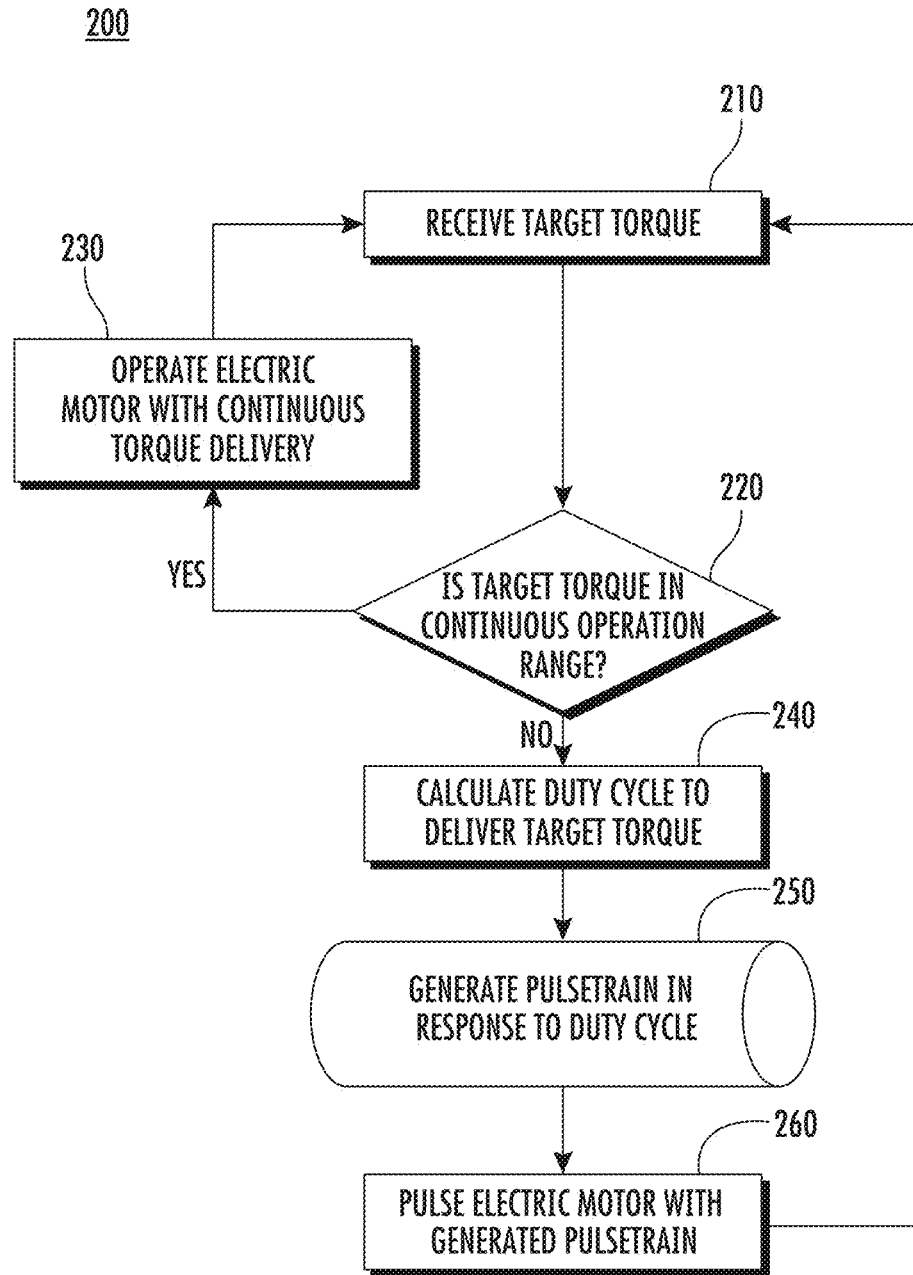 200
210
RECEIVE TARGET TORQUE
230
OPERATE ELECTRIC
MOTOR WITH CONTINUOUS
TORQUE DELIVERY
220
YES
IS TARGET TORQUE IN
CONTINUOUS OPERATION
RANGE?
NO
240
CALCULATE DUTY CYCLE TO
DELIVER TARGET TORQUE
250
GENERATE PULSETRAIN IN
RESPONSE TO DUTY CYCLE
260
PULSE ELECTRIC MOTOR WITH
GENERATED PULSETRAIN